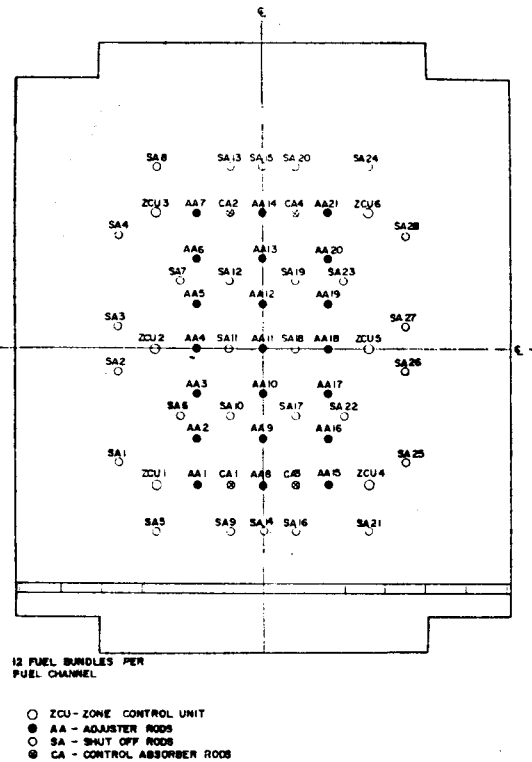 ℄
SA8 SA13 SA15 SA20 SA24
ZCU3 AA7 CA2 AA14 CA4 AA21 ZCU6
SA4 SA28
AA6 AA13 AA20
SA7 SA12 SA19 SA23
AA5 AA12 AA19
SA3 SA27
ZCU2 AA4 SA11 AA11 SA18 AA18 ZCU5
℄
SA2 SA26
AA3 AA10 AA17
SA6 SA10 SA17 SA22
AA2 AA9 AA16
SA1 SA25
ZCU1 AA1 CA1 AA8 AA15 ZCU4
SA5 SA9 SA14 SA16 SA21
12 FUEL BUNDLES PER
FUEL CHANNEL
ZCU - ZONE CONTROL UNIT
AA - ADJUSTER RODS
SA - SHUT OFF RODS
CA - CONTROL ABSORBER RODS